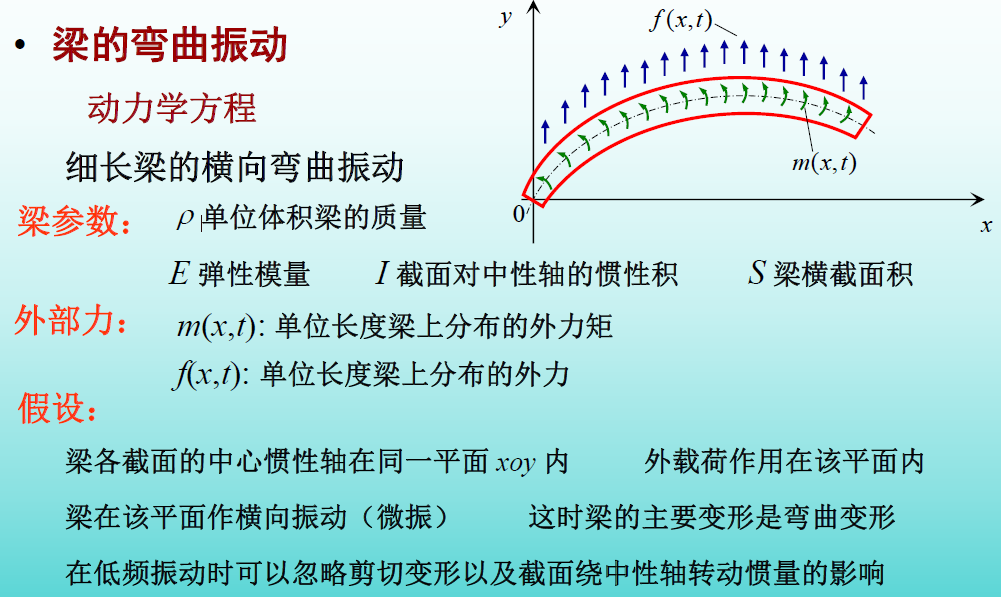 • 梁的弯曲振动
动力学方程
细长梁的横向弯曲振动
y
f(x,t)
m(x,t)
0
x
梁参数：
ρ 单位体积梁的质量
E 弹性模量 I 截面对中性轴的惯性积 S 梁横截面积
外部力：
m(x,t): 单位长度梁上分布的外力矩
f(x,t): 单位长度梁上分布的外力
假设：
梁各截面的中心惯性轴在同一平面 xoy 内 外载荷作用在该平面内
梁在该平面作横向振动（微振） 这时梁的主要变形是弯曲变形
在低频振动时可以忽略剪切变形以及截面绕中性轴转动惯量的影响